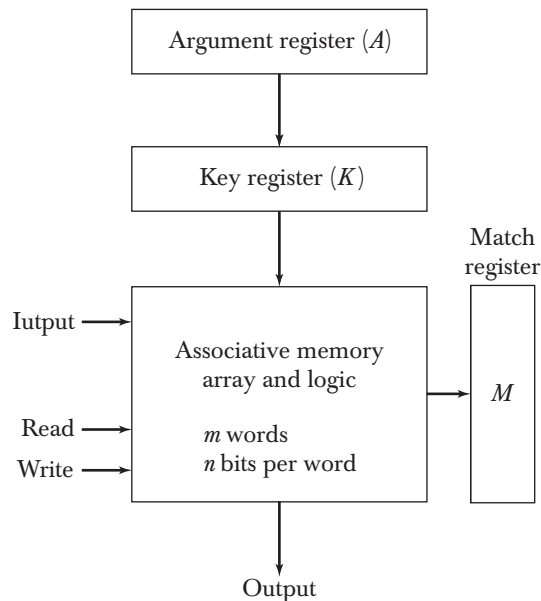 Argument register (A)
Key register (K)
Match
register
Iutput
Associative memory
array and logic
M
Read
m words
Write
n bits per word
Output